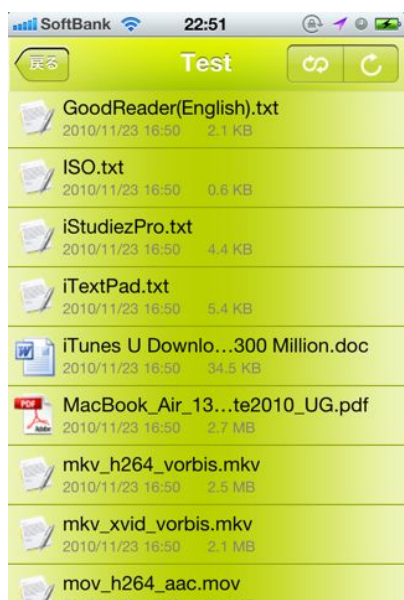 SoftBank 22:51
戻る Test
GoodReader(English).txt
2010/11/23 16:50 2.1 KB
ISO.txt
2010/11/23 16:50 0.6 KB
iStudiezPro.txt
2010/11/23 16:50 4.4 KB
iTextPad.txt
2010/11/23 16:50 5.4 KB
W iTunes U Downlo...300 Million.doc
2010/11/23 16:50 34.5 KB
PDF Adobe MacBook_Air_13...te2010_UG.pdf
2010/11/23 16:50 2.7 MB
mkv_h264_vorbis.mkv
2010/11/23 16:50 2.5 MB
mkv_xvid_vorbis.mkv
2010/11/23 16:50 2.1 MB
mov_h264_aac.mov